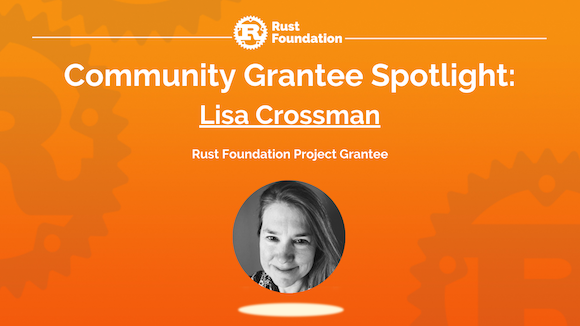 Rust
Foundation
Community Grantee Spotlight:
Lisa Crossman
Rust Foundation Project Grantee